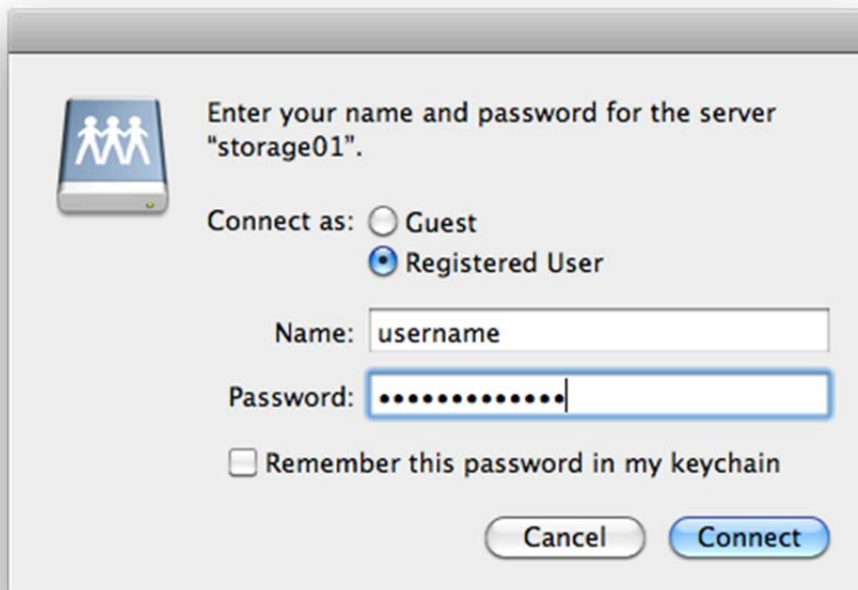 Enter your name and password for the server
“storage01”.
Connect as: Guest
Registered User
Name: username
Password: •••••••••••••
Remember this password in my keychain
Cancel Connect